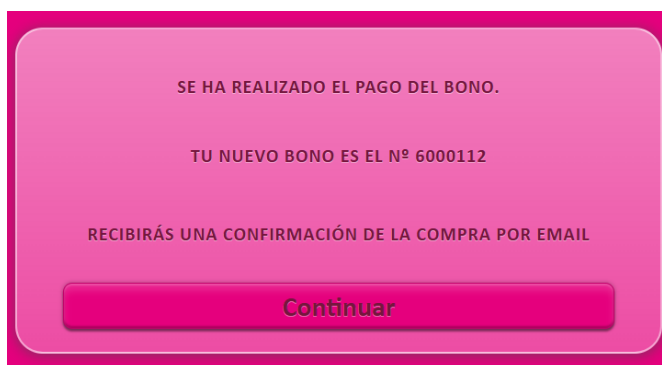 SE HA REALIZADO EL PAGO DEL BONO.
TU NUEVO BONO ES EL Nº 6000112
RECIBIRÁS UNA CONFIRMACIÓN DE LA COMPRA POR EMAIL
Continuar